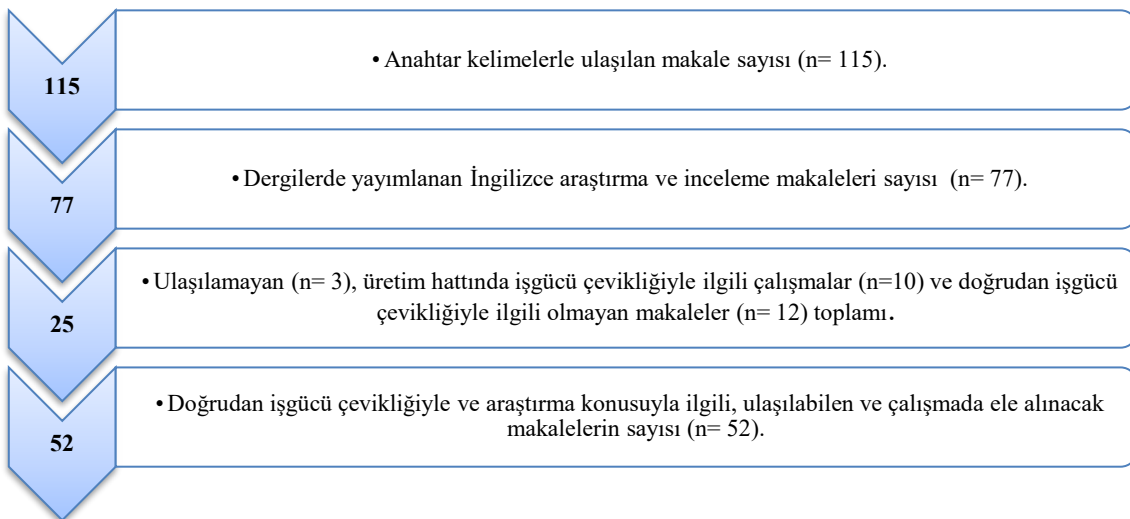 115
• Anahtar kelimelerle ulaşılan makale sayısı (n= 115).
77
• Dergilerde yayımlanan İngilizce araştırma ve inceleme makaleleri sayısı (n= 77).
25
• Ulaşılamayan (n= 3), üretim hattında işgücü çevikliğiyle ilgili çalışmalar (n=10) ve doğrudan işgücü
çevikliğiyle ilgili olmayan makaleler (n= 12) toplamı.
52
• Doğrudan işgücü çevikliğiyle ve araştırma konusuyla ilgili, ulaşılabilen ve çalışmada ele alınacak
makalelerin sayısı (n= 52).